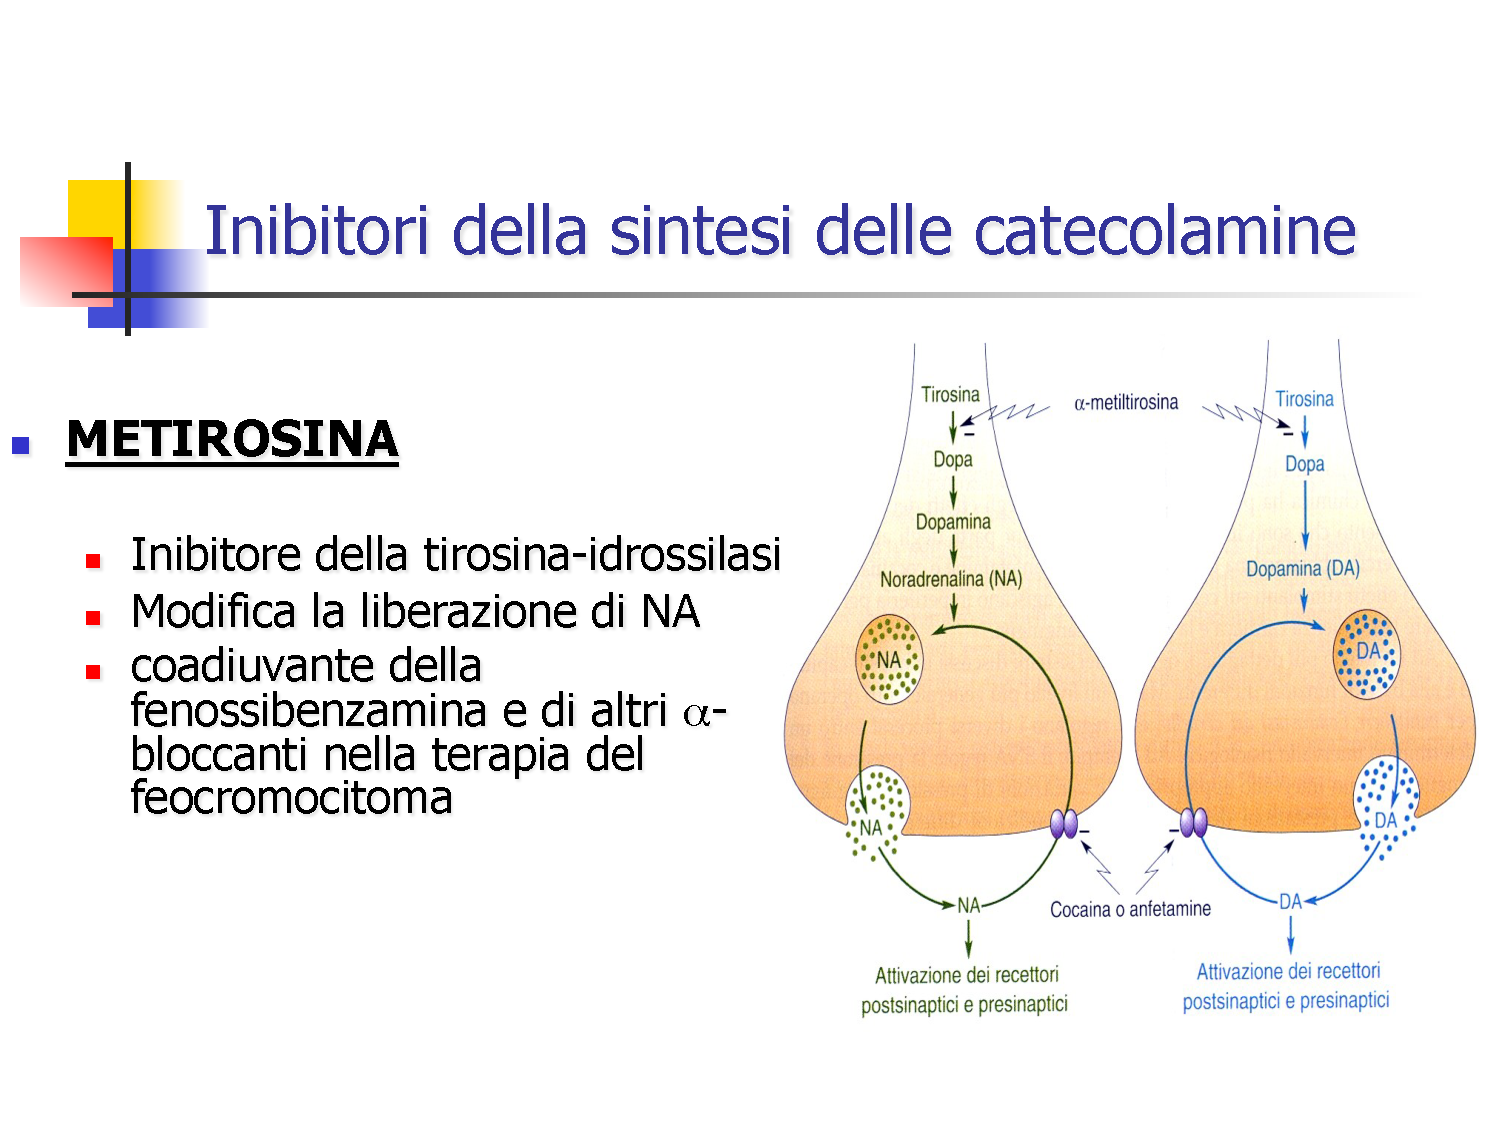 Inibitori della sintesi delle catecolamine
METIROSINA
Inibitore della tirosina-idrossilasi
Modifica la liberazione di NA
coadiuvante della
fenossibenzamina e di altri α-
bloccanti nella terapia del
feocromocitoma
Tirosina
α-metiltirosina
Tirosina
Dopa
Dopa
Dopamina
Noradrenalina (NA)
Dopamina (DA)
NA
DA
NA
DA
NA
Cocaina o anfetamine
DA
Attivazione dei recettori
postsinaptici e presinaptici
Attivazione dei recettori
postsinaptici e presinaptici